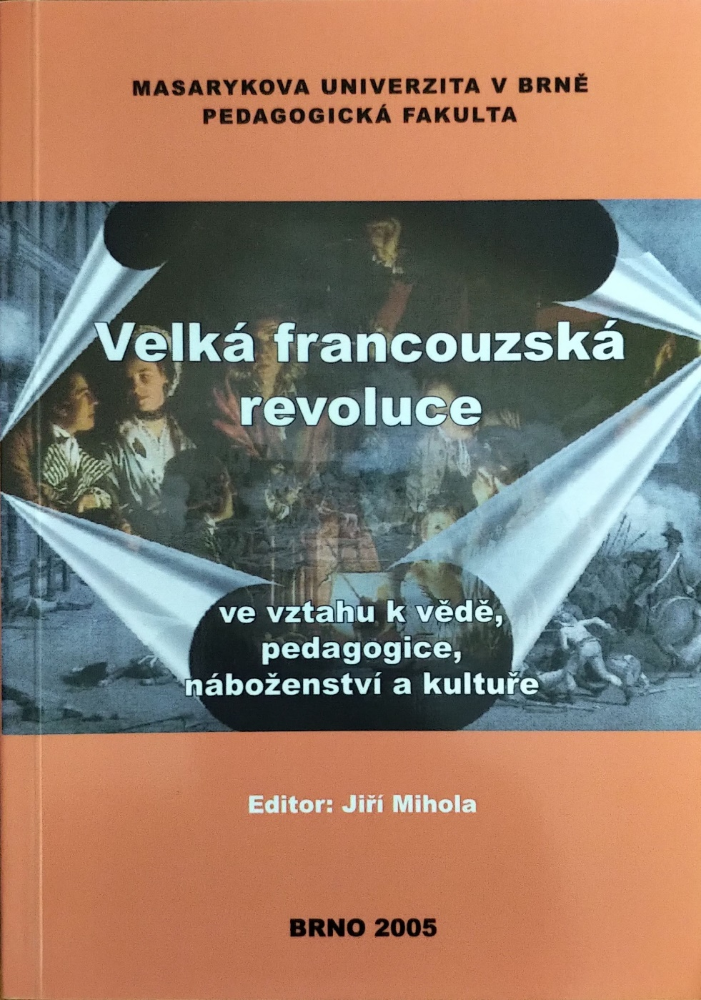 MASARYKOVA UNIVERZITA V BRNĚ
PEDAGOGICKÁ FAKULTA
Velká francouzská
revoluce
ve vztahu k vědě,
pedagogice,
náboženství a kultuře
Editor: Jiří Mihola
BRNO 2005